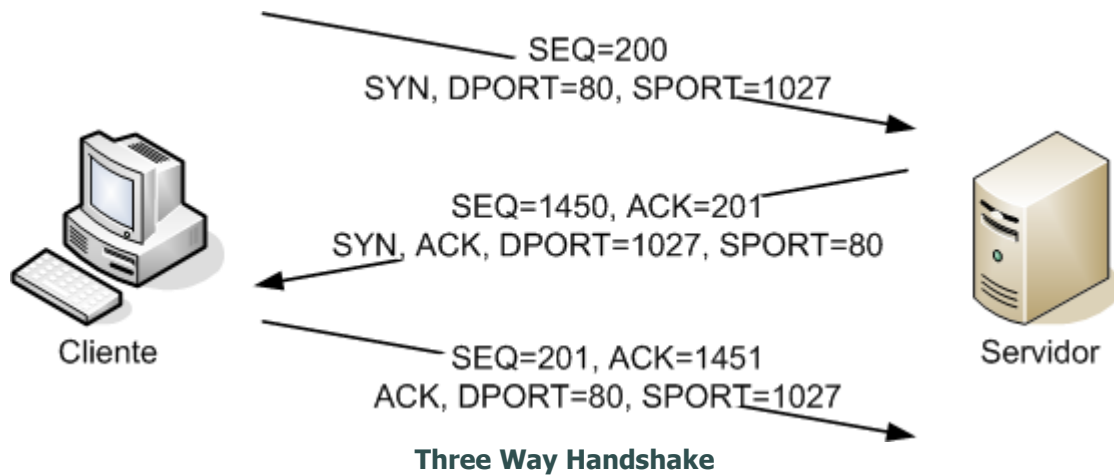 SEQ=200
SYN, DPORT=80, SPORT=1027
SEQ=1450, ACK=201
SYN, ACK, DPORT=1027, SPORT=80
Cliente
Servidor
SEQ=201, ACK=1451
ACK, DPORT=80, SPORT=1027
Three Way Handshake